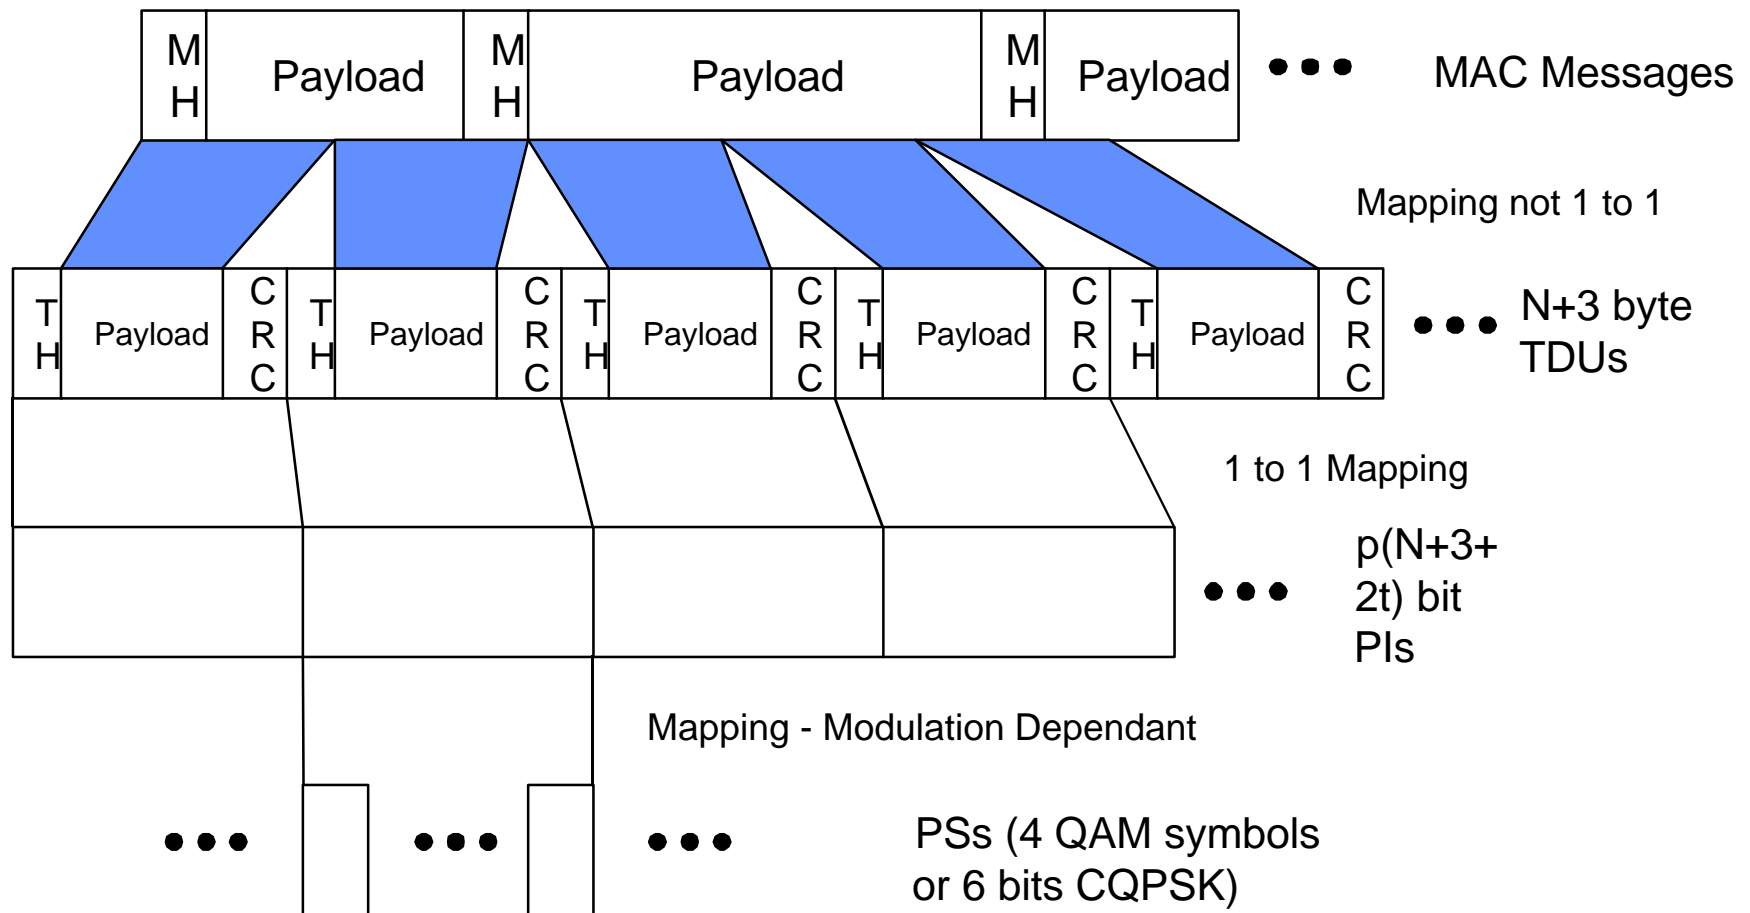 M
H
Payload
M
H
Payload
M
H
Payload
MAC Messages
Mapping not 1 to 1
T
H
Payload
C
R
C
T
H
Payload
C
R
C
T
H
Payload
C
R
C
T
H
Payload
C
R
C
T
H
Payload
C
R
C
N+3 byte
TDUs
1 to 1 Mapping
p(N+3+
2t) bit
PIs
Mapping - Modulation Dependant
PSs (4 QAM symbols
or 6 bits CQPSK)